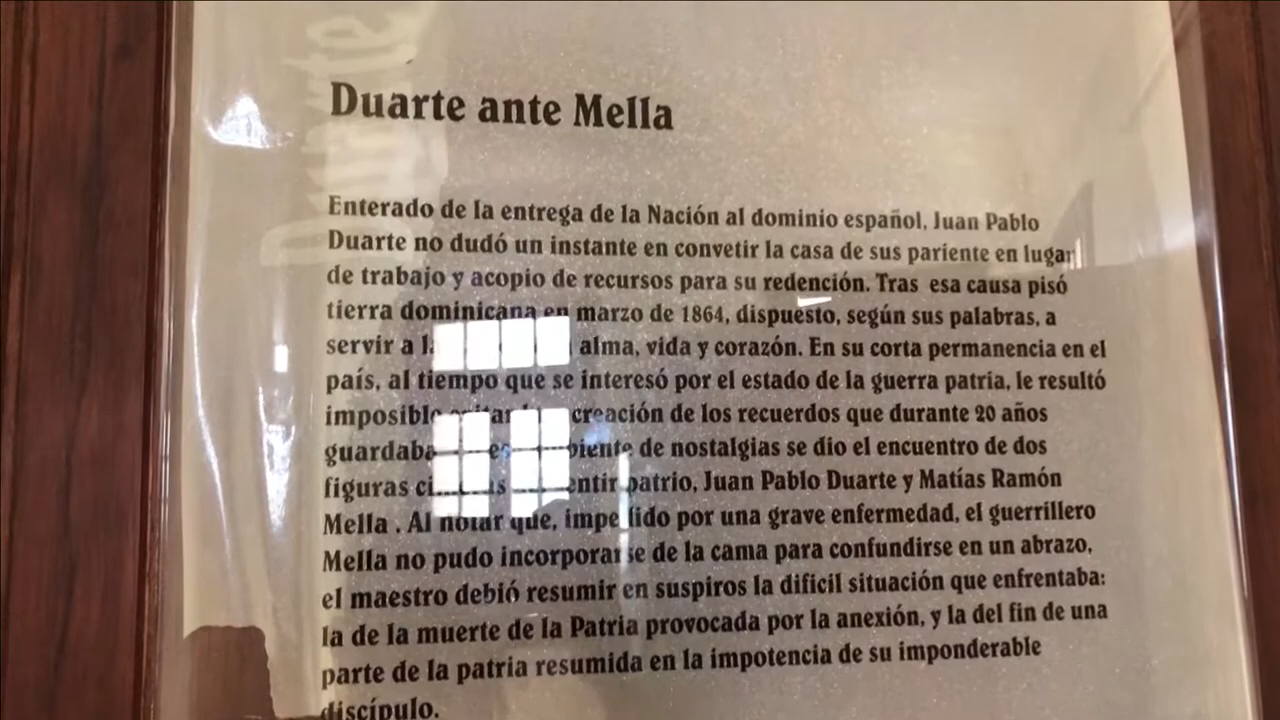 Duarte ante Mella
Enterado de la entrega de la Nación al dominio español, Juan Pablo
Duarte no dudó un instante en convetir la casa de sus pariente en lugar
de trabajo y acopio de recursos para su redención. Tras esa causa pisó
tierra dominicana en marzo de 1864, dispuesto, según sus palabras, a
servir a alma, vida y corazón. En su corta permanencia en el
país, al tiempo que se interesó por el estado de la guerra patria, le resultó
imposible creación de los recuerdos que durante 20 años
guardaba de nostalgias se dio el encuentro de dos
figuras patrio, Juan Pablo Duarte y Matías Ramón
Mella . Al notar que, impedido por una grave enfermedad, el guerrillero
Mella no pudo incorporarse de la cama para confundirse en un abrazo,
el maestro debió resumir en suspiros la dificil situación que enfrentaba:
la de la muerte de la Patria provocada por la anexión, y la del fin de una
parte de la patria resumida en la impotencia de su imponderable
discípulo.